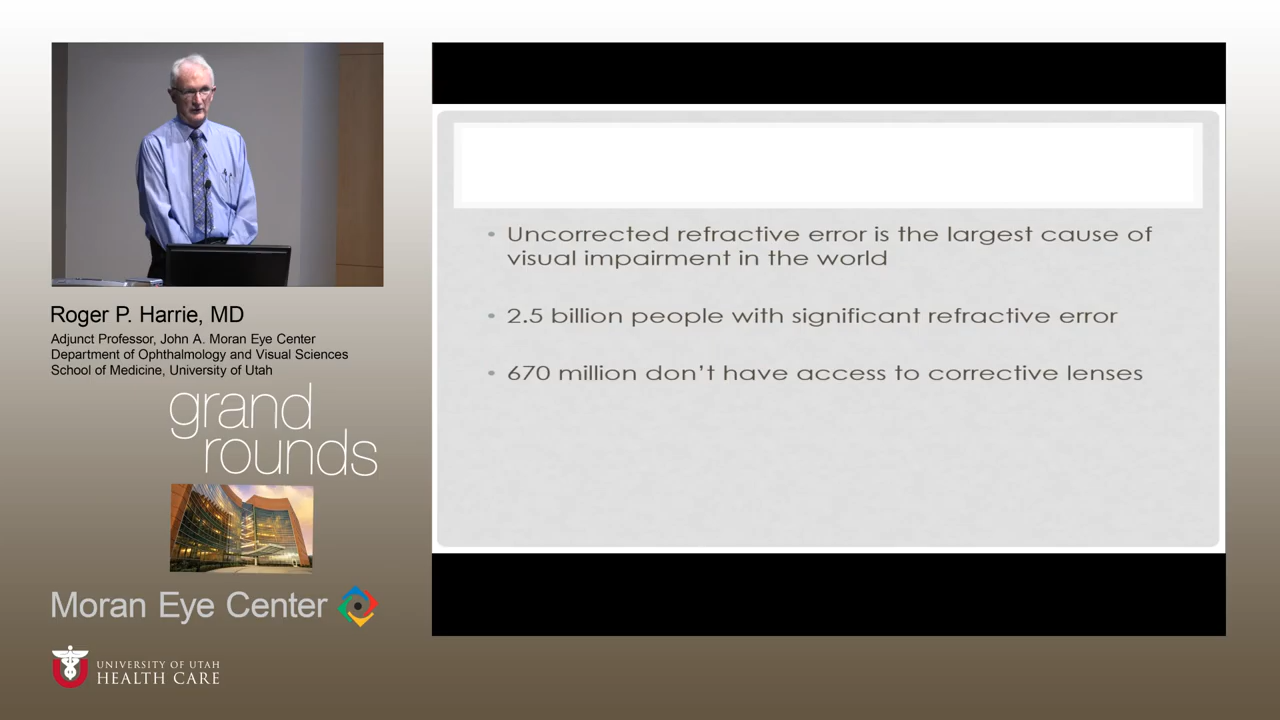 Roger P. Harrie, MD
Adjunct Professor, John A. Moran Eye Center
Department of Ophthalmology and Visual Sciences
School of Medicine, University of Utah
grand
rounds
Moran Eye Center
UNIVERSITY OF UTAH
HEALTH CARE
• Uncorrected refractive error is the largest cause of
visual impairment in the world
• 2.5 billion people with significant refractive error
• 670 million don’t have access to corrective lenses